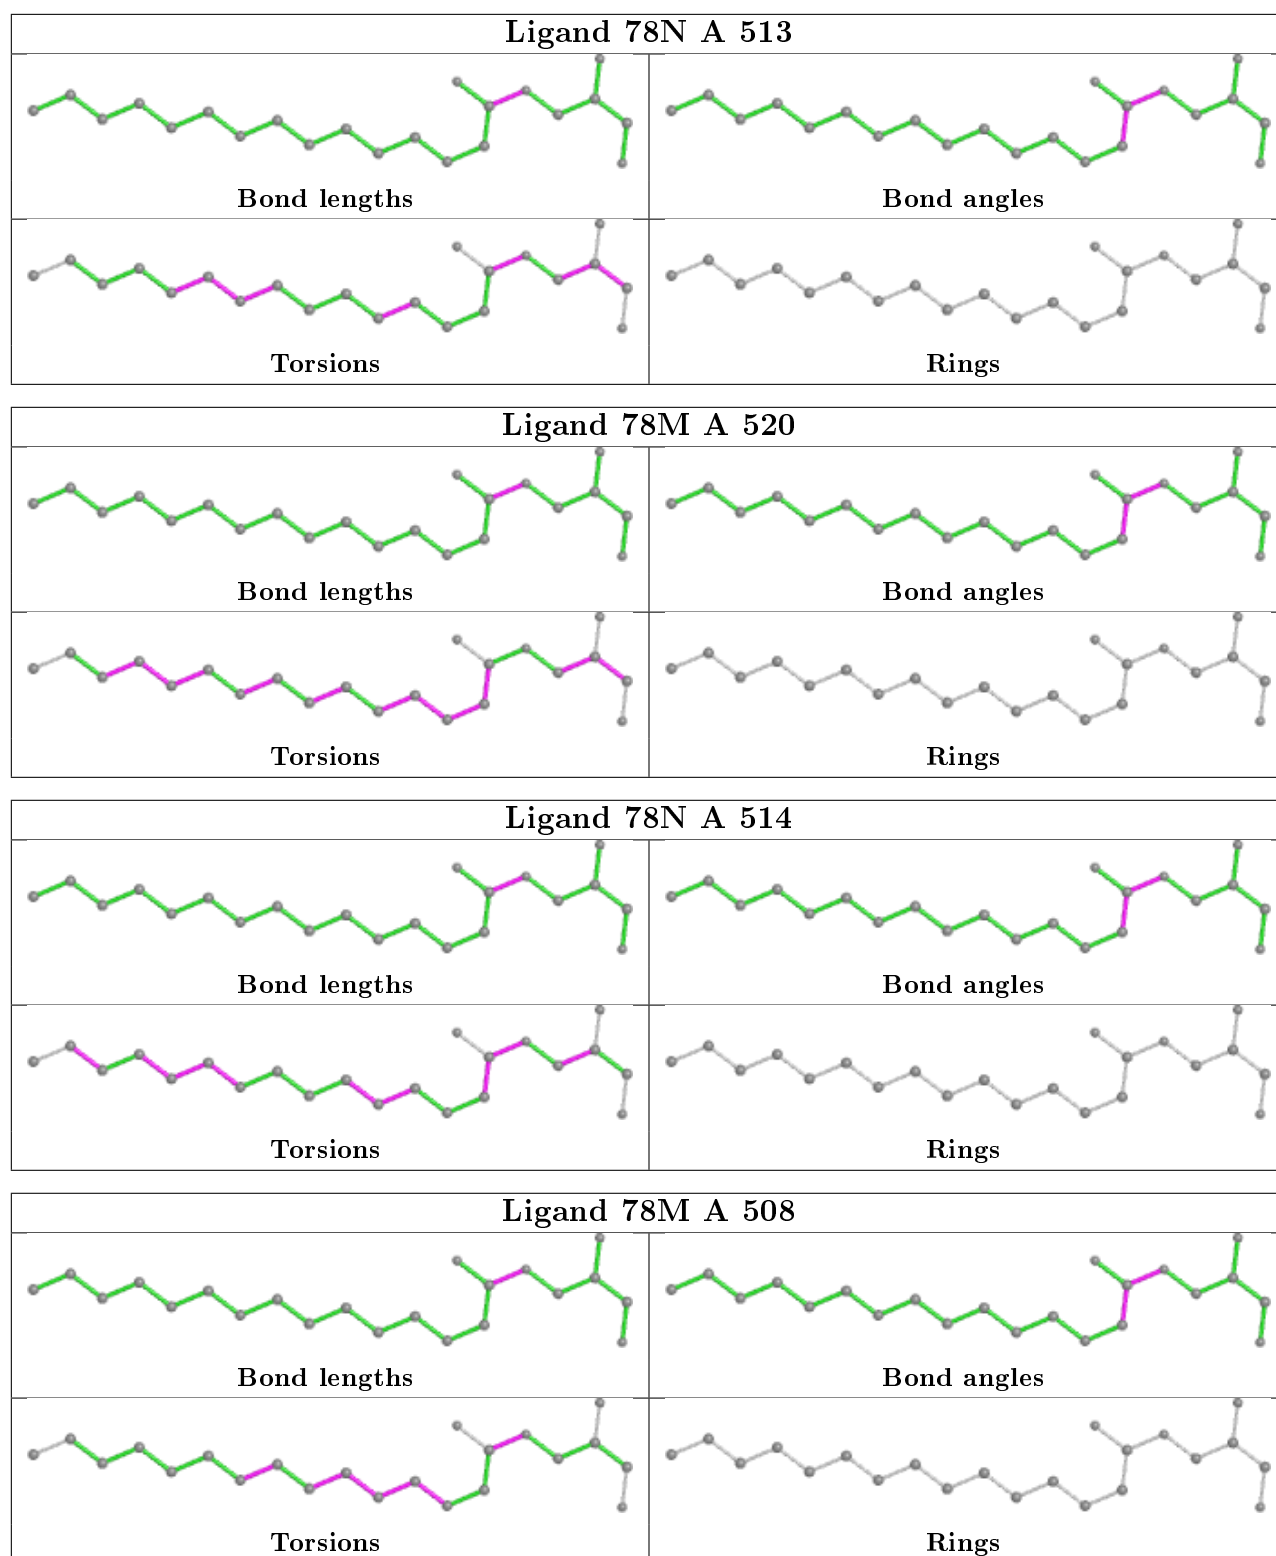 Ligand 78N A 513
Bond lengths
Bond angles
Torsions
Rings
Ligand 78M A 520
Bond lengths
Bond angles
Torsions
Rings
Ligand 78N A 514
Bond lengths
Bond angles
Torsions
Rings
Ligand 78M A 508
Bond lengths
Bond angles
Torsions
Rings